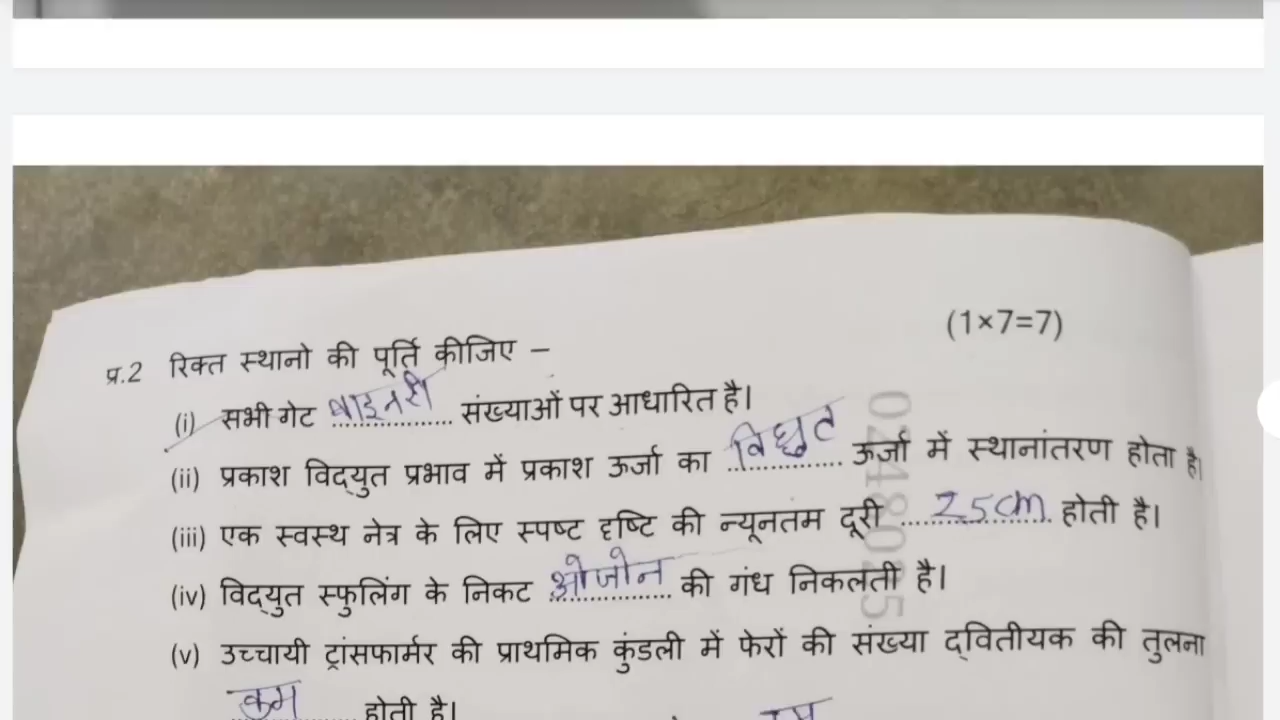 (1×7=7)
प्र.2 रिक्त स्थानो की पूर्ति कीजिए –
(i) सभी गेट बाइनरी संख्याओं पर आधारित है।
(ii) प्रकाश विद्युत प्रभाव में प्रकाश ऊर्जा का विधुत ऊर्जा में स्थानांतरण होता है।
(iii) एक स्वस्थ नेत्र के लिए स्पष्ट दृष्टि की न्यूनतम दूरी 25cm होती है।
(iv) विद्युत स्फुलिंग के निकट ओजोन की गंध निकलती है।
(v) उच्चायी ट्रांसफार्मर की प्राथमिक कुंडली में फेरों की संख्या द्वितीयक की तुलना
कम होती है।